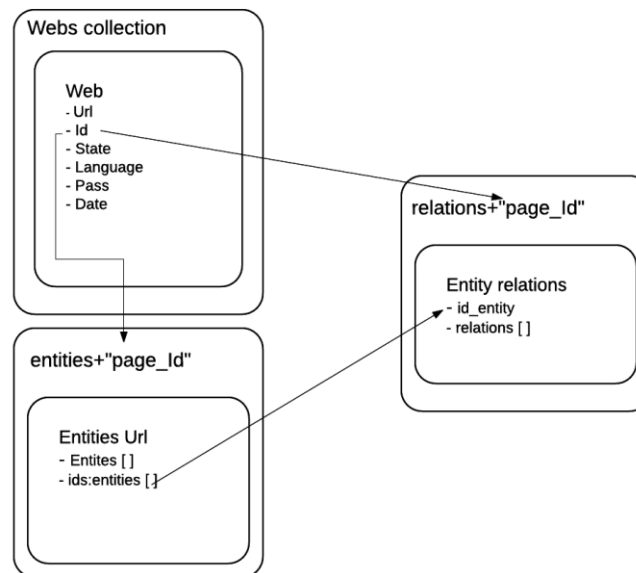 Webs collection
Web
- Url
- Id
- State
- Language
- Pass
- Date
relations+"page_Id"
Entity relations
- id_entity
- relations [ ]
entities+"page_Id"
Entities Url
- Entites [ ]
- ids:entities [ ]